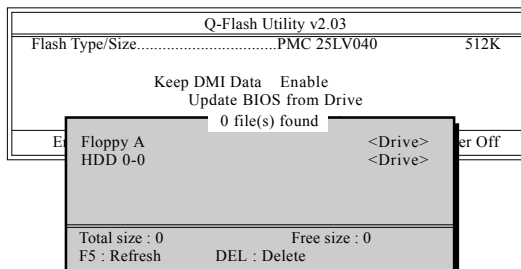 Q-Flash Utility v2.03
Flash Type/Size.................................PMC 25LV040 512K
Keep DMI Data Enable
Update BIOS from Drive
0 file(s) found
Floppy A <Drive>
HDD 0-0 <Drive>
Off
Total size : 0 Free size : 0
F5 : Refresh DEL : Delete